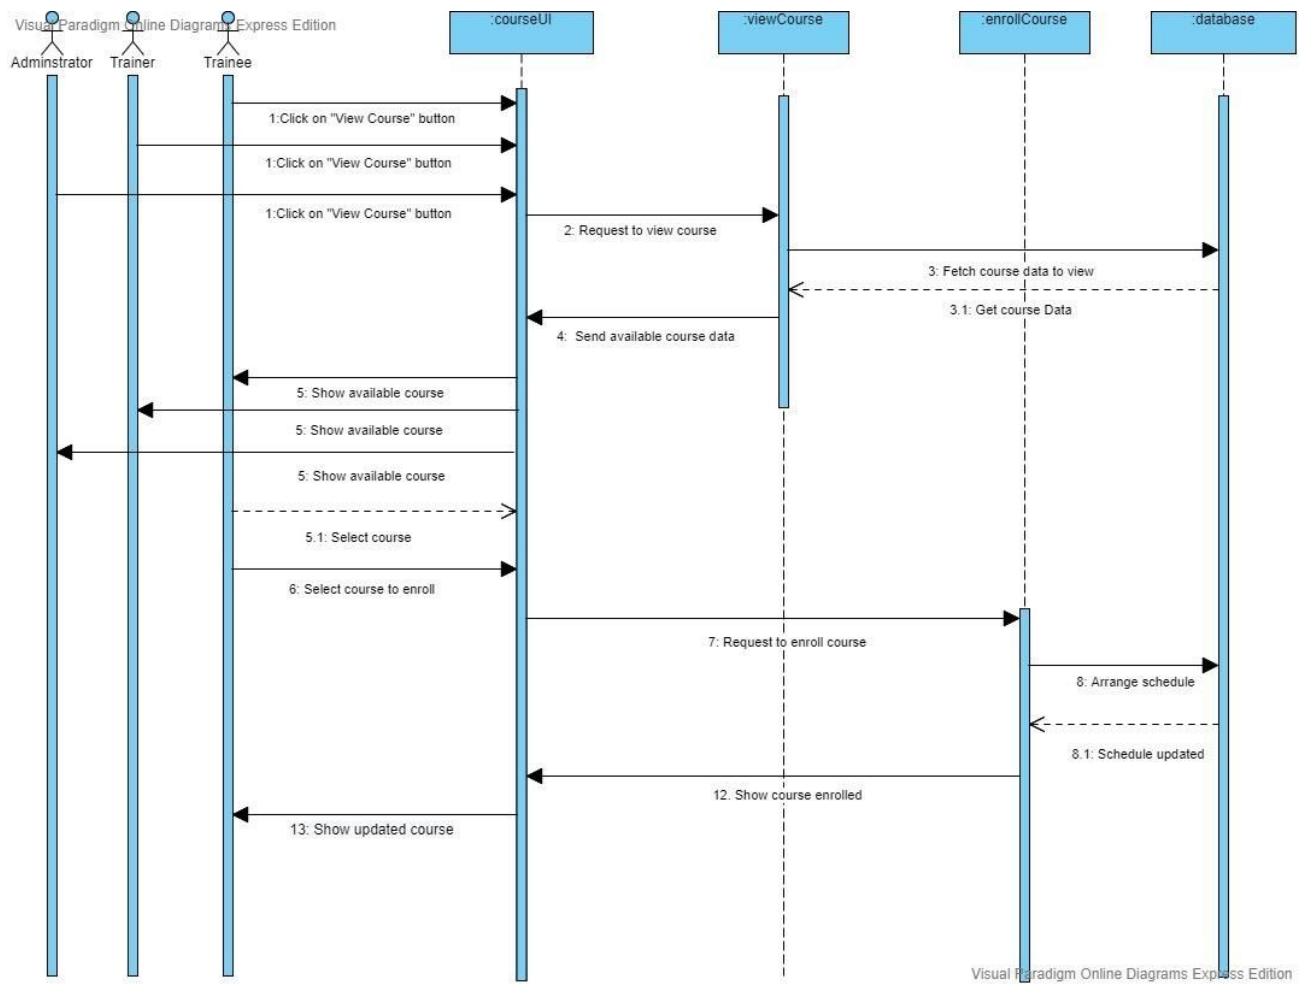 Visual Paradigm Online Diagrams Express Edition
:courseUI
:viewCourse
:enrollCourse
:database
Adminstrator
Trainer
Trainee
1:Click on "View Course" button
1:Click on "View Course" button
1:Click on "View Course" button
2: Request to view course
3: Fetch course data to view
3.1: Get course Data
4: Send available course data
5: Show available course
5: Show available course
5: Show available course
5.1: Select course
6: Select course to enroll
7: Request to enroll course
8: Arrange schedule
8.1: Schedule updated
12. Show course enrolled
13: Show updated course
Visual Paradigm Online Diagrams Express Edition